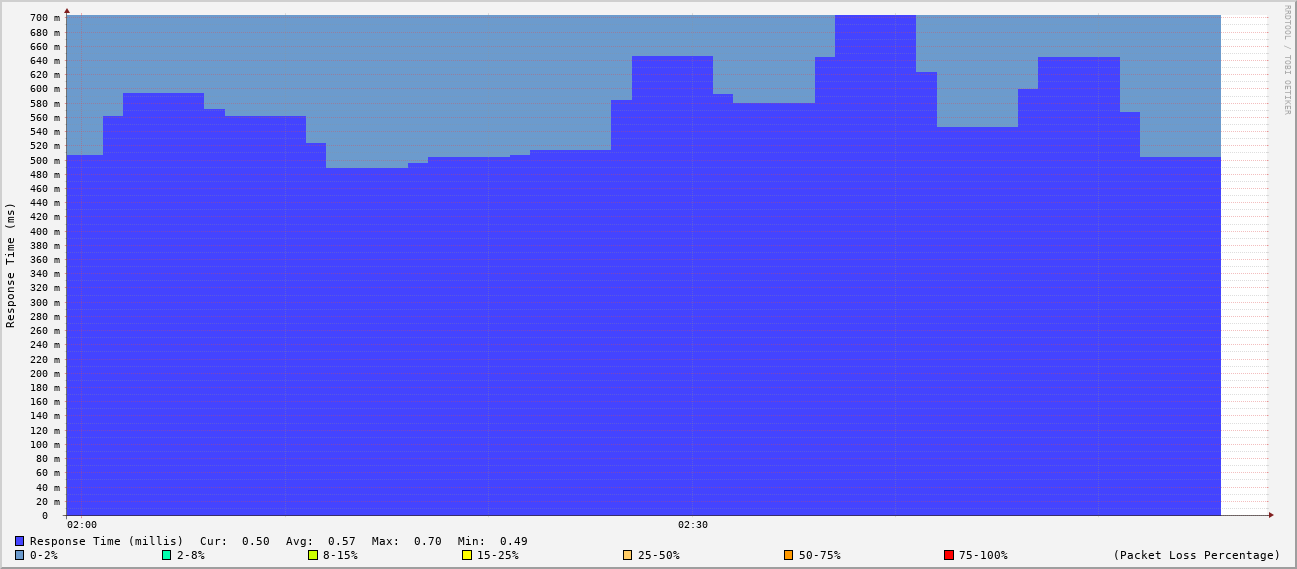 RRDTOOL / TOBI OETIKER
Response Time (ms)
700 m
680 m
660 m
640 m
620 m
600 m
580 m
560 m
540 m
520 m
500 m
480 m
460 m
440 m
420 m
400 m
380 m
360 m
340 m
320 m
300 m
280 m
260 m
240 m
220 m
200 m
180 m
160 m
140 m
120 m
100 m
80 m
60 m
40 m
20 m
0
02:00 02:30
Response Time (millis) Cur: 0.50 Avg: 0.57 Max: 0.70 Min: 0.49
0-2% 2-8% 8-15% 15-25% 25-50% 50-75% 75-100% (Packet Loss Percentage)